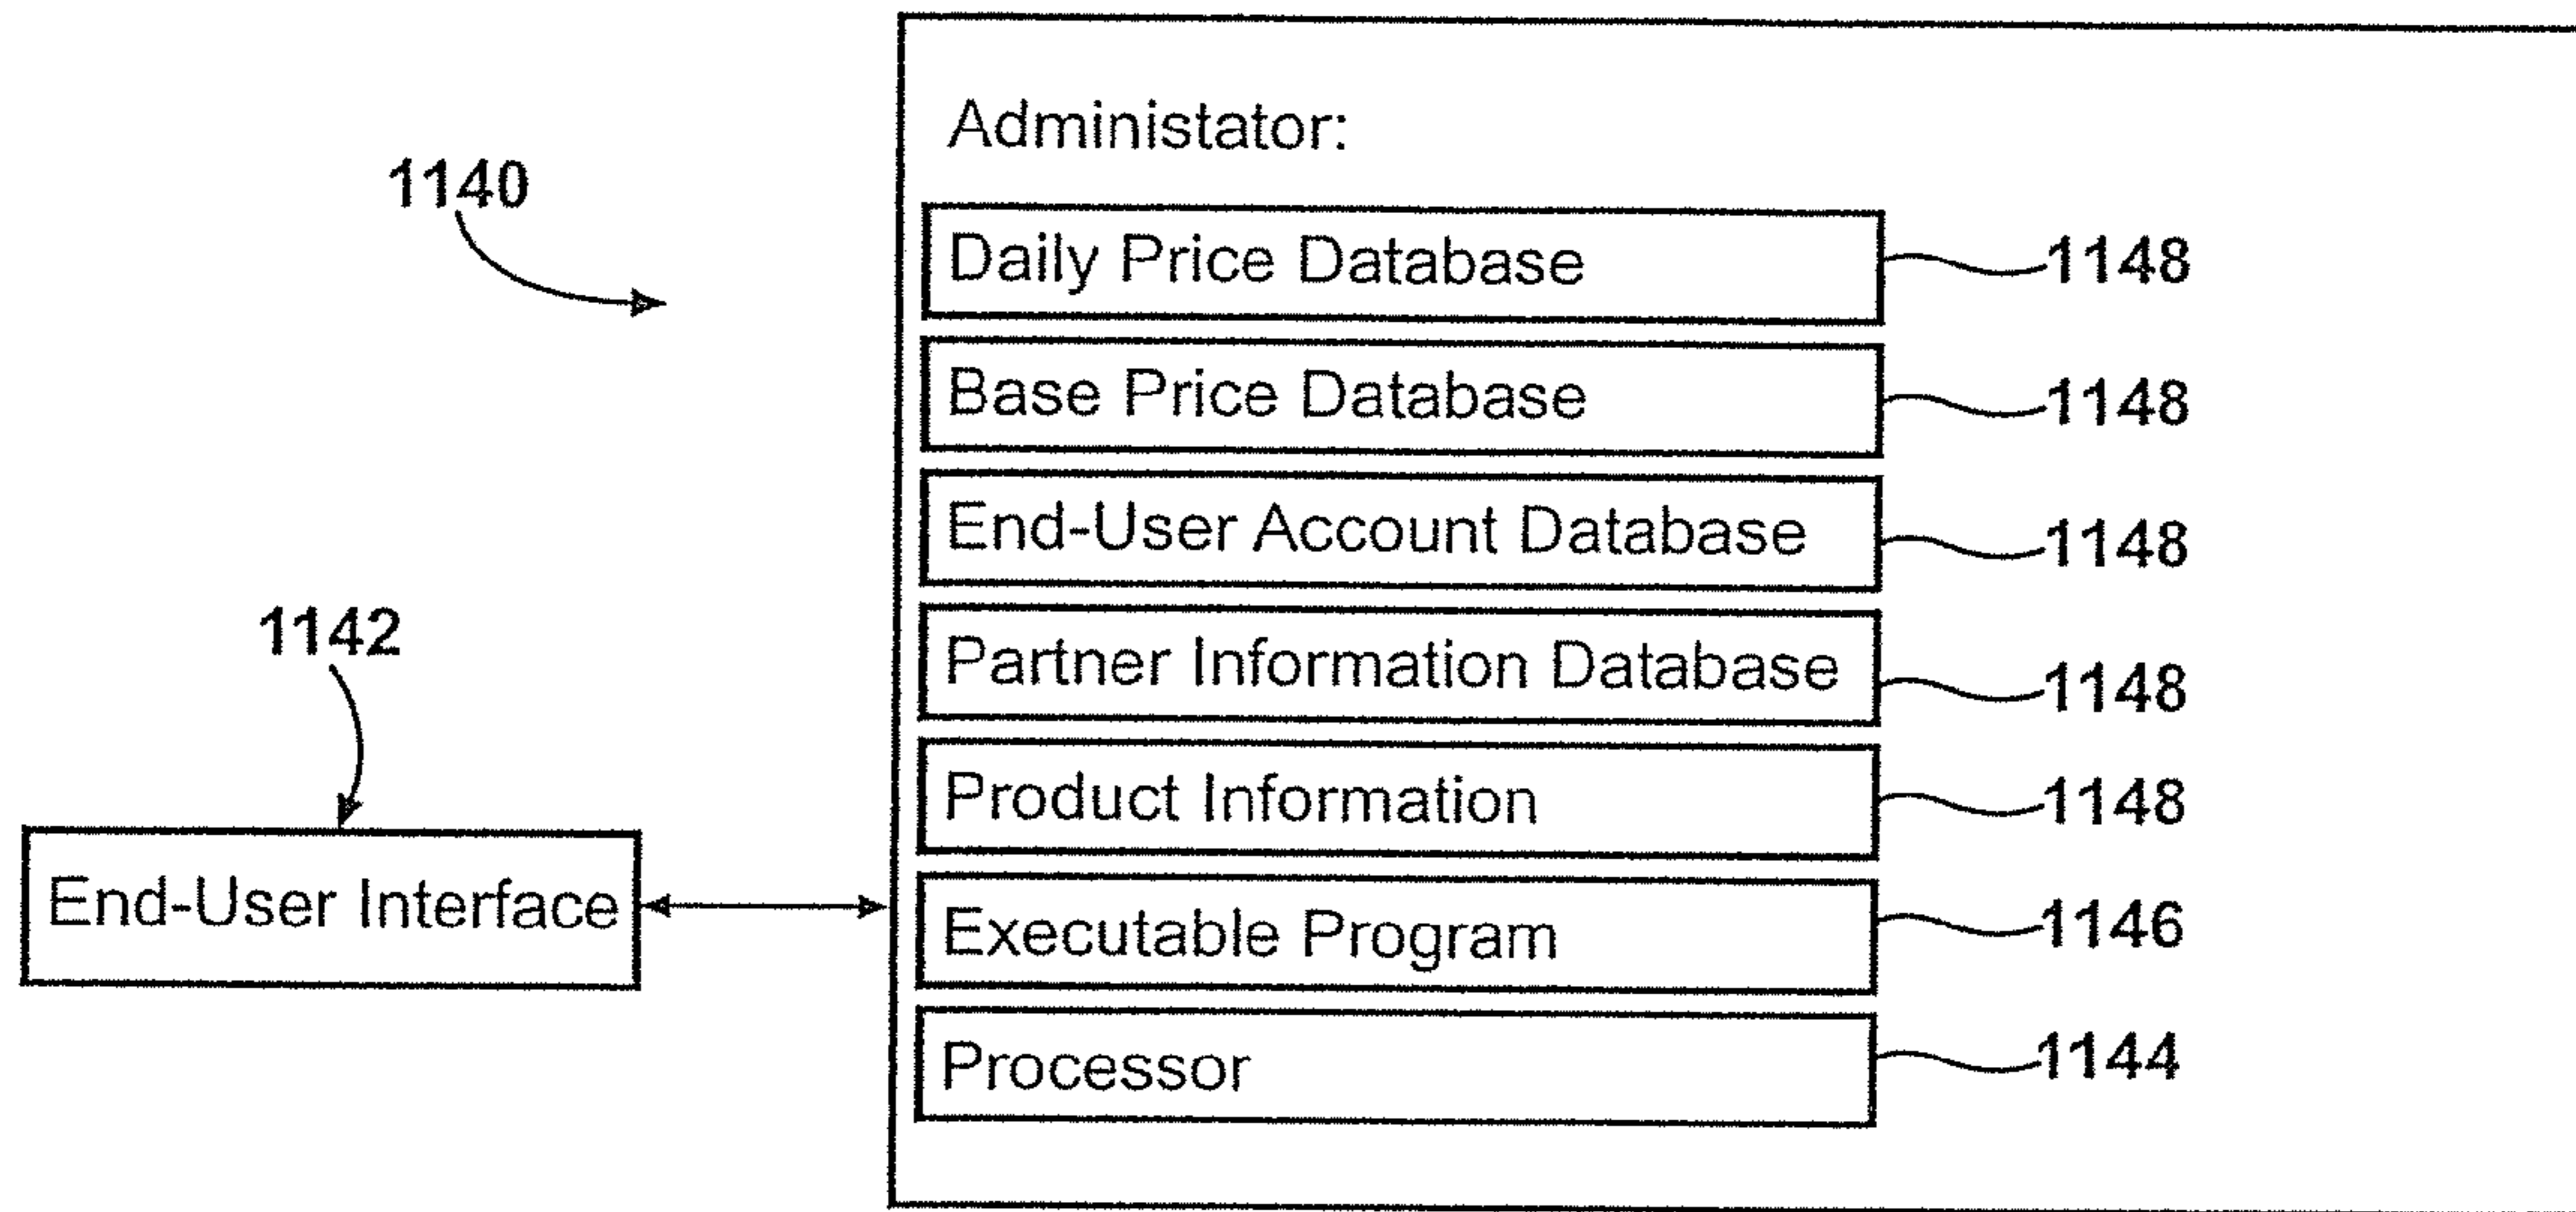 Administator:
1140
Daily Price Database 1148
Base Price Database 1148
End-User Account Database 1148
1142
Partner Information Database 1148
Product Information 1148
End-User Interface
Executable Program 1146
Processor 1144